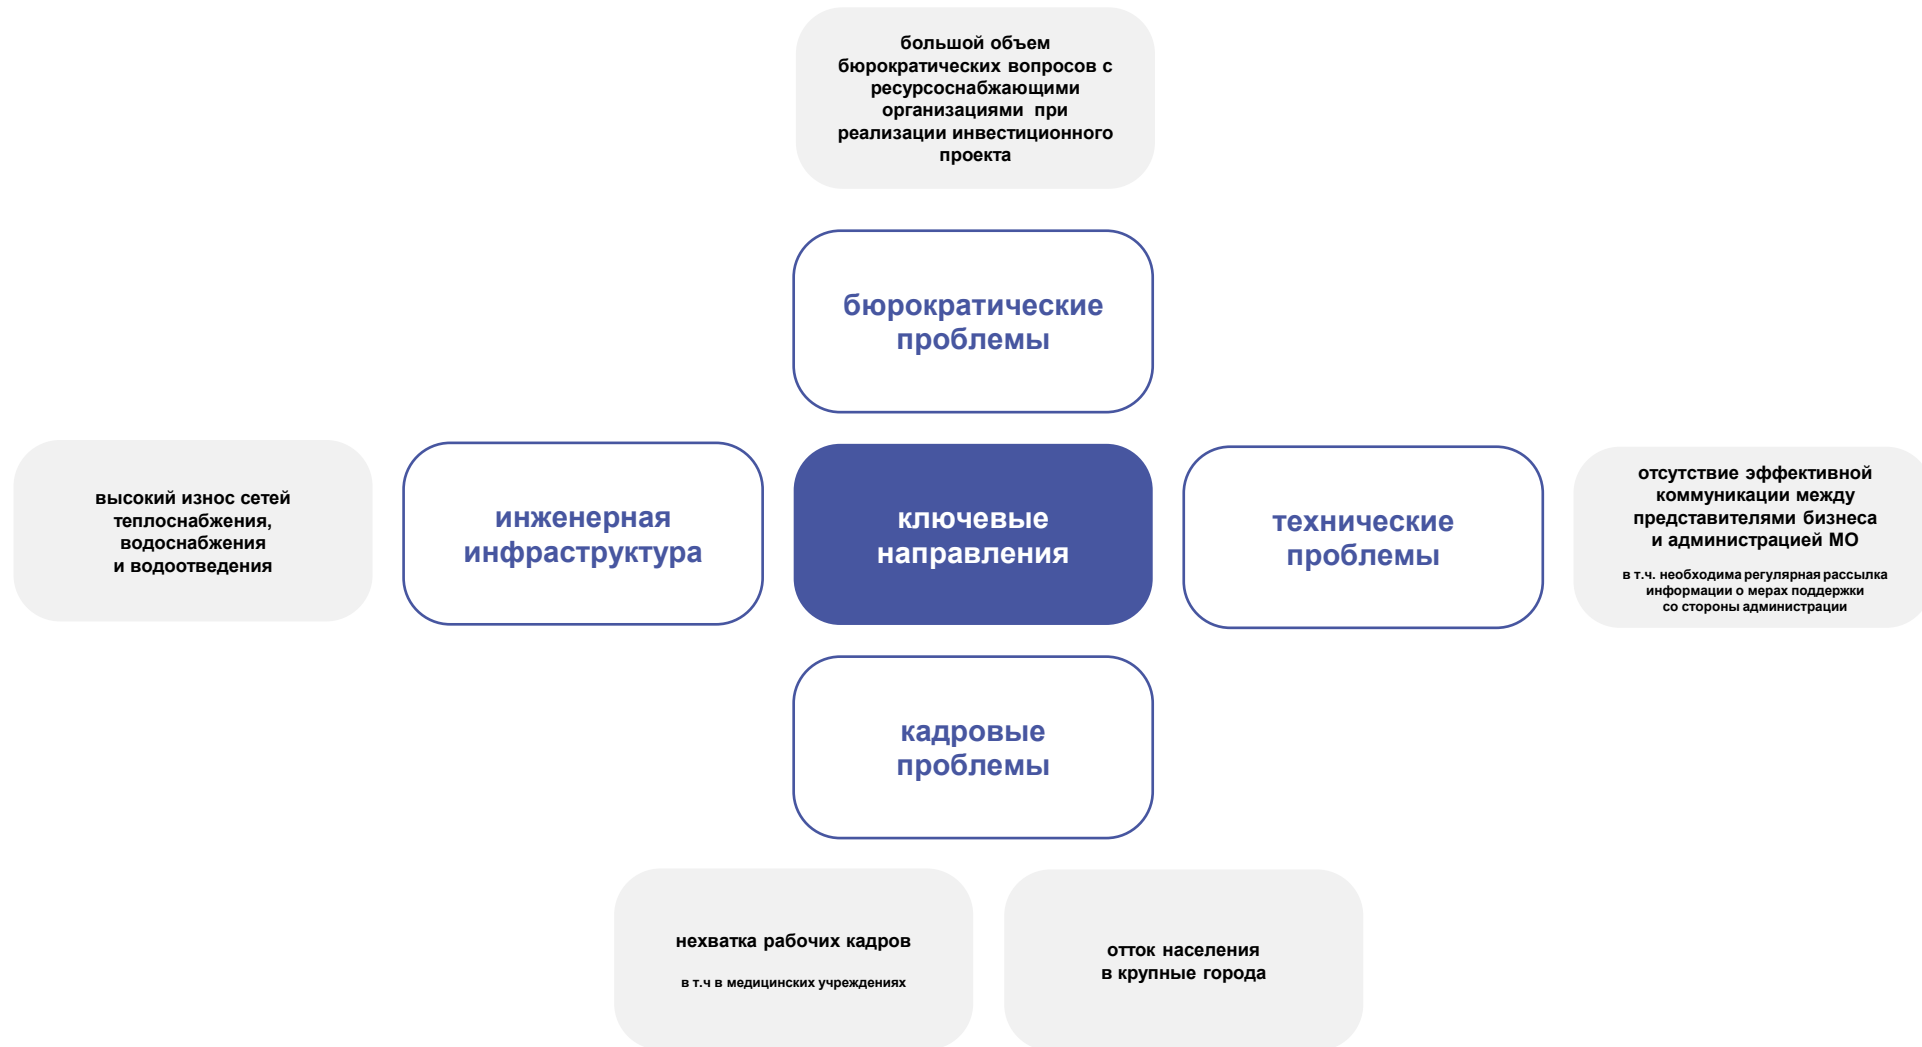 большой объем
бюрократических вопросов с
ресурсоснабжающими
организациями при
реализации инвестиционного
проекта
бюрократические
проблемы
высокий износ сетей
теплоснабжения,
водоснабжения
и водоотведения
инженерная
инфраструктура
ключевые
направления
технические
проблемы
отсутствие эффективной
коммуникации между
представителями бизнеса
и администрацией МО
в т.ч. необходима регулярная рассылка
информации о мерах поддержки
со стороны администрации
кадровые
проблемы
нехватка рабочих кадров
в т.ч в медицинских учреждениях
отток населения
в крупные города